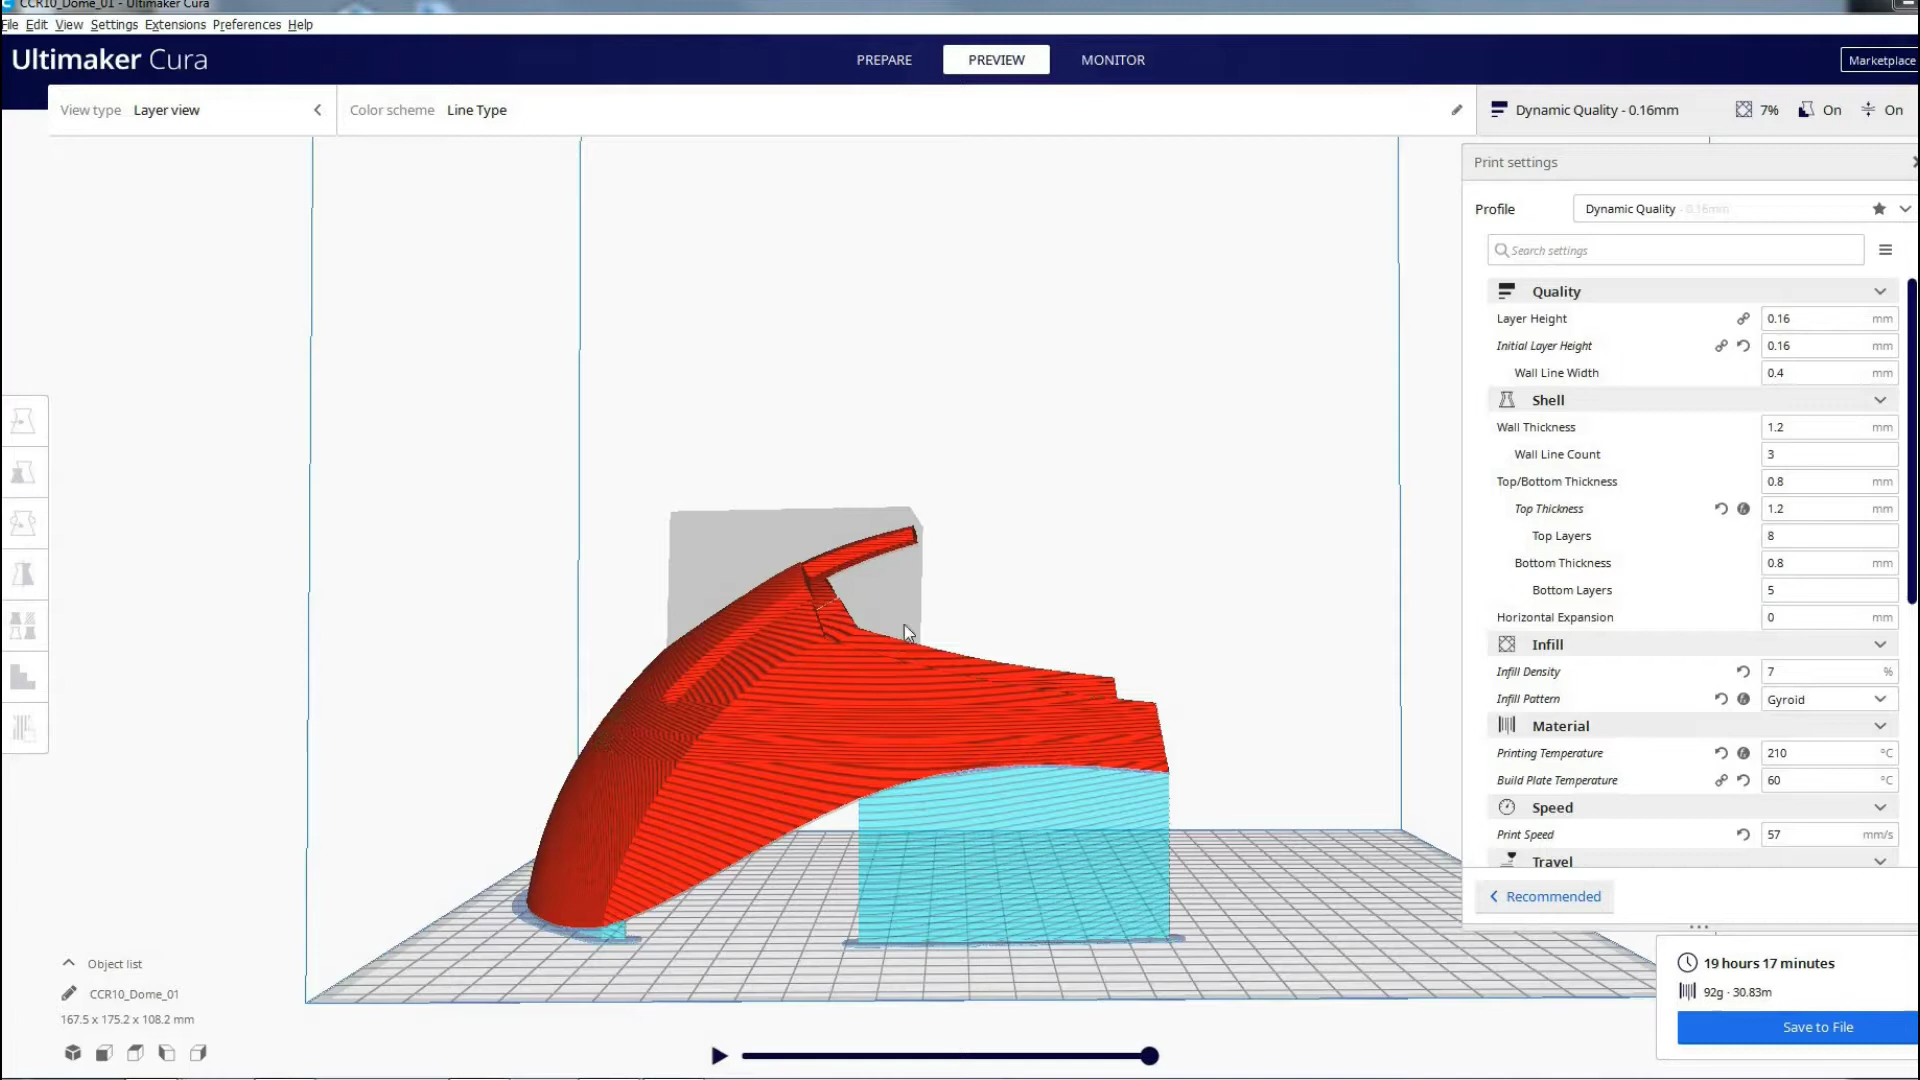 CCR10_Dome_01 - Ultimaker Cura
File Edit View Settings Extensions Preferences Help
Ultimaker Cura
PREPARE PREVIEW MONITOR
Marketplace
View type Layer view
Color scheme Line Type
Dynamic Quality - 0.16mm 7% On On
Print settings
Profile Dynamic Quality - 0.16mm
Search settings
Quality
Layer Height 0.16 mm
Initial Layer Height 0.16 mm
Wall Line Width 0.4 mm
Shell
Wall Thickness 1.2 mm
Wall Line Count 3
Top/Bottom Thickness 0.8 mm
Top Thickness 1.2 mm
Top Layers 8
Bottom Thickness 0.8 mm
Bottom Layers 5
Horizontal Expansion 0 mm
Infill
Infill Density 7 %
Infill Pattern Gyroid
Material
Printing Temperature 210 °C
Build Plate Temperature 60 °C
Speed
Print Speed 57 mm/s
Travel
Recommended
Object list
CCR10_Dome_01
167.5 x 175.2 x 108.2 mm
19 hours 17 minutes
92g · 30.83m
Save to File